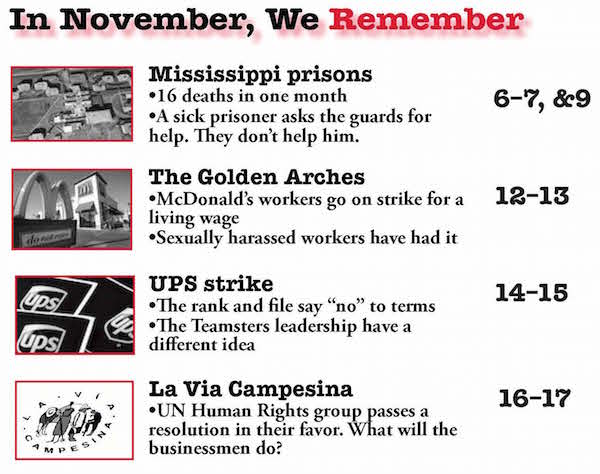 In November, We Remember
Mississippi prisons
•16 deaths in one month
•A sick prisoner asks the guards for
help. They don't help him.
6–7, &9
The Golden Arches
•McDonald's workers go on strike for a
living wage
•Sexually harassed workers have had it
12–13
UPS strike
•The rank and file say "no" to terms
•The Teamsters leadership have a
different idea
14–15
ups
ups
La Via Campesina
•UN Human Rights group passes a
resolution in their favor. What will the
businessmen do?
16–17
LA VIA
CAMPESINA